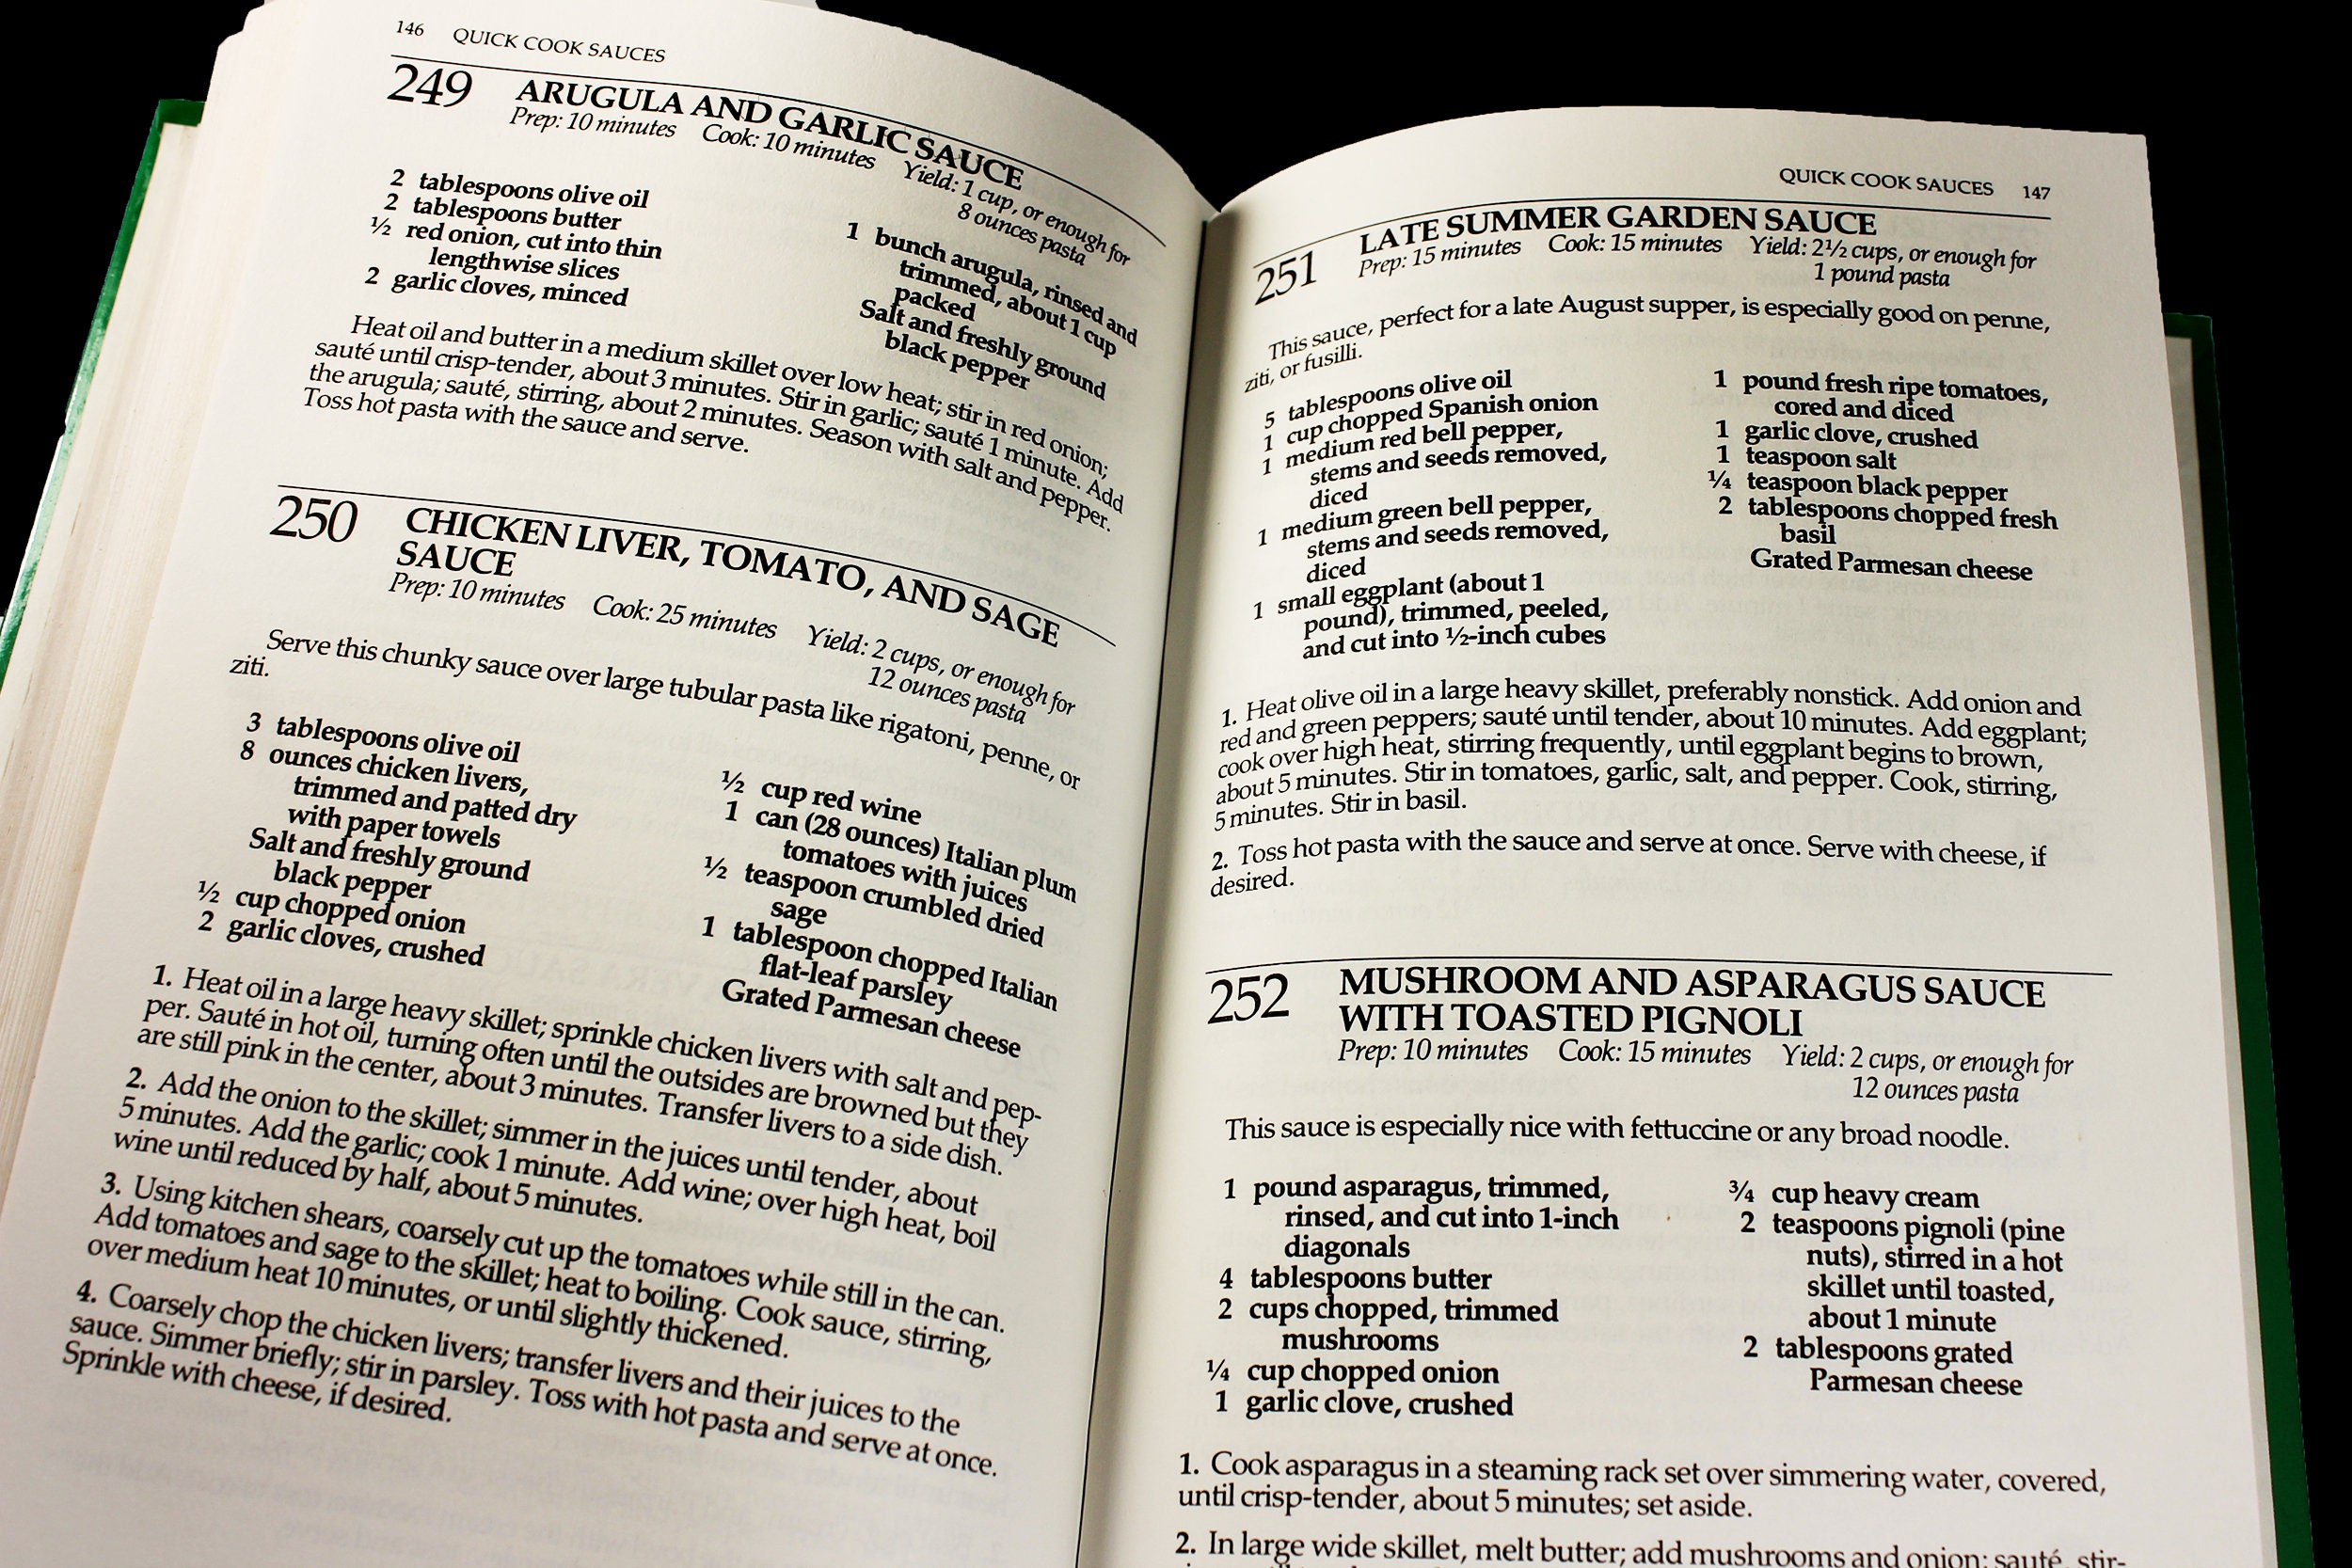 146 QUICK COOK SAUCES
249 ARUGULA AND GARLIC SAUCE
Prep: 10 minutes Cook: 10 minutes Yield: 1 cup, or enough for
8 ounces pasta
2 tablespoons olive oil
2 tablespoons butter
½ red onion, cut into thin
lengthwise slices
2 garlic cloves, minced
1 bunch arugula, rinsed and
trimmed, about 1 cup
packed
Salt and freshly ground
black pepper
Heat oil and butter in a medium skillet over low heat; stir in red onion;
sauté until crisp-tender, about 3 minutes. Stir in garlic; sauté 1 minute. Add
the arugula; sauté, stirring, about 2 minutes. Season with salt and pepper.
Toss hot pasta with the sauce and serve.
250 CHICKEN LIVER, TOMATO, AND SAGE
SAUCE
Prep: 10 minutes Cook: 25 minutes Yield: 2 cups, or enough for
12 ounces pasta
Serve this chunky sauce over large tubular pasta like rigatoni, penne, or
ziti.
3 tablespoons olive oil
8 ounces chicken livers,
trimmed and patted dry
with paper towels
Salt and freshly ground
black pepper
½ cup chopped onion
2 garlic cloves, crushed
½ cup red wine
1 can (28 ounces) Italian plum
tomatoes with juices
½ teaspoon crumbled dried
sage
1 tablespoon chopped Italian
flat-leaf parsley
Grated Parmesan cheese
1. Heat oil in a large heavy skillet; sprinkle chicken livers with salt and pep-
per. Sauté in hot oil, turning often until the outsides are browned but they
are still pink in the center, about 3 minutes. Transfer livers to a side dish.
2. Add the onion to the skillet; simmer in the juices until tender, about
5 minutes. Add the garlic; cook 1 minute. Add wine; over high heat, boil
wine until reduced by half, about 5 minutes.
3. Using kitchen shears, coarsely cut up the tomatoes while still in the can.
Add tomatoes and sage to the skillet; heat to boiling. Cook sauce, stirring,
over medium heat 10 minutes, or until slightly thickened.
4. Coarsely chop the chicken livers; transfer livers and their juices to the
sauce. Simmer briefly; stir in parsley. Toss with hot pasta and serve at once.
Sprinkle with cheese, if desired.
QUICK COOK SAUCES 147
251 LATE SUMMER GARDEN SAUCE
Prep: 15 minutes Cook: 15 minutes Yield: 2½ cups, or enough for
1 pound pasta
This sauce, perfect for a late August supper, is especially good on penne,
ziti, or fusilli.
5 tablespoons olive oil
1 cup chopped Spanish onion
1 medium red bell pepper,
stems and seeds removed,
diced
1 medium green bell pepper,
stems and seeds removed,
diced
1 small eggplant (about 1
pound), trimmed, peeled,
and cut into ½-inch cubes
1 pound fresh ripe tomatoes,
cored and diced
1 garlic clove, crushed
1 teaspoon salt
¼ teaspoon black pepper
2 tablespoons chopped fresh
basil
Grated Parmesan cheese
1. Heat olive oil in a large heavy skillet, preferably nonstick. Add onion and
red and green peppers; sauté until tender, about 10 minutes. Add eggplant;
cook over high heat, stirring frequently, until eggplant begins to brown,
about 5 minutes. Stir in tomatoes, garlic, salt, and pepper. Cook, stirring,
5 minutes. Stir in basil.
2. Toss hot pasta with the sauce and serve at once. Serve with cheese, if
desired.
252 MUSHROOM AND ASPARAGUS SAUCE
WITH TOASTED PIGNOLI
Prep: 10 minutes Cook: 15 minutes Yield: 2 cups, or enough for
12 ounces pasta
This sauce is especially nice with fettuccine or any broad noodle.
1 pound asparagus, trimmed,
rinsed, and cut into 1-inch
diagonals
4 tablespoons butter
2 cups chopped, trimmed
mushrooms
¼ cup chopped onion
1 garlic clove, crushed
¾ cup heavy cream
2 teaspoons pignoli (pine
nuts), stirred in a hot
skillet until toasted,
about 1 minute
2 tablespoons grated
Parmesan cheese
1. Cook asparagus in a steaming rack set over simmering water, covered,
until crisp-tender, about 5 minutes; set aside.
2. In large wide skillet, melt butter; add mushrooms and onion; sauté, stir-